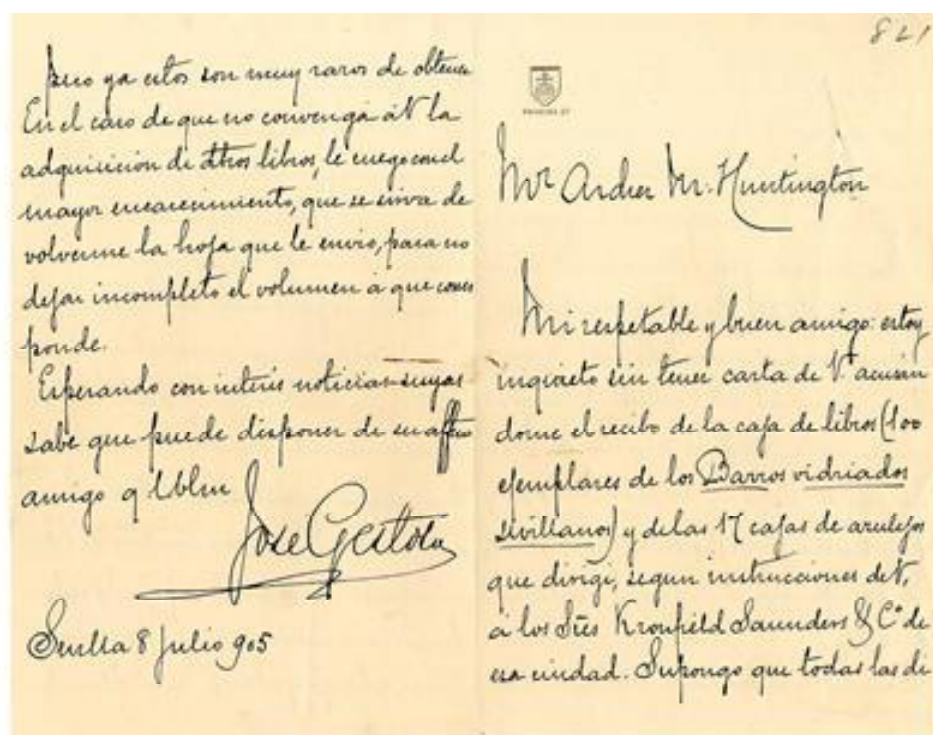 821
Mr Archer M. Huntington
Mi respetable y buen amigo: estoy
inquieto sin tener carta de V. acusán
dome el recibo de la caja de libros (100
ejemplares de los Barros vidriados
sevillanos) y de las 17 cajas de azulejos
que dirigí, segun instrucciones de V,
á los Sres Kronfeld Saunders & Cº de
esa ciudad. Supongo que todas las di
pero ya estos son muy raros de obtener
En el caso de que no convenga á V la
adquisición de dhos libros, le ruego con el
mayor encarecimiento, que se sirva de
volverme la hoja que le envio, para no
dejar incompleto el volumen á que corres
ponde.
Esperando con interés noticias suyas
sabe que puede disponer de su affmo
amigo q
José Gestoso
Sevilla 8 Julio 905